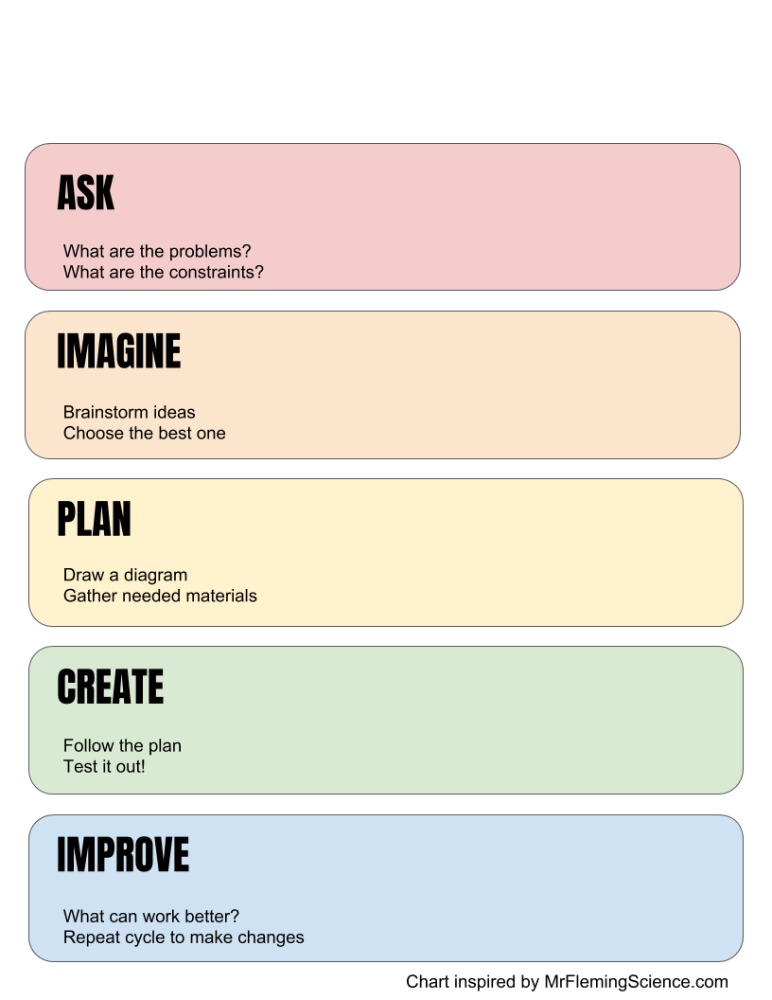 ASK
What are the problems?
What are the constraints?
IMAGINE
Brainstorm ideas
Choose the best one
PLAN
Draw a diagram
Gather needed materials
CREATE
Follow the plan
Test it out!
IMPROVE
What can work better?
Repeat cycle to make changes
Chart inspired by MrFlemingScience.com